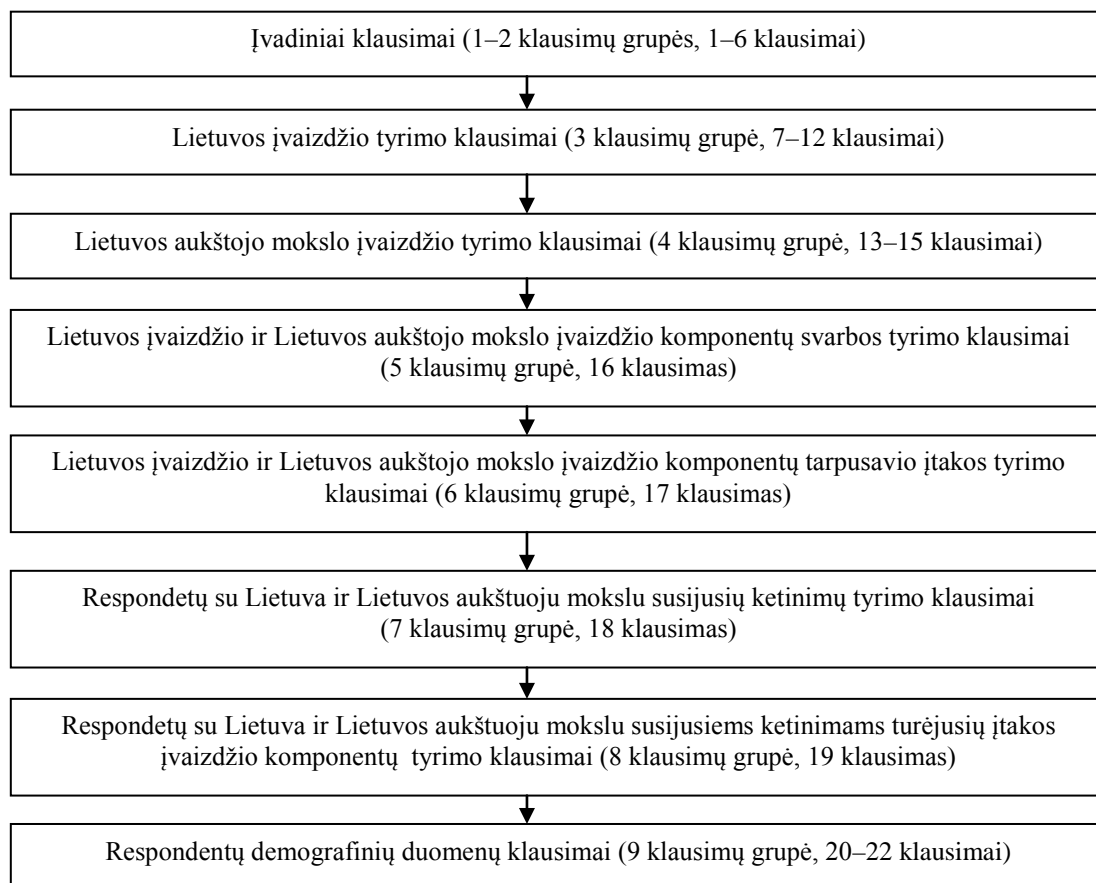 Įvadiniai klausimai (1–2 klausimų grupės, 1–6 klausimai)
Lietuvos įvaizdžio tyrimo klausimai (3 klausimų grupė, 7–12 klausimai)
Lietuvos aukštojo mokslo įvaizdžio tyrimo klausimai (4 klausimų grupė, 13–15 klausimai)
Lietuvos įvaizdžio ir Lietuvos aukštojo mokslo įvaizdžio komponentų svarbos tyrimo klausimai
(5 klausimų grupė, 16 klausimas)
Lietuvos įvaizdžio ir Lietuvos aukštojo mokslo įvaizdžio komponentų tarpusavio įtakos tyrimo
klausimai (6 klausimų grupė, 17 klausimas)
Respondetų su Lietuva ir Lietuvos aukštuoju mokslu susijusių ketinimų tyrimo klausimai
(7 klausimų grupė, 18 klausimas)
Respondetų su Lietuva ir Lietuvos aukštuoju mokslu susijusiems ketinimams turėjusių įtakos
įvaizdžio komponentų tyrimo klausimai (8 klausimų grupė, 19 klausimas)
Respondentų demografinių duomenų klausimai (9 klausimų grupė, 20–22 klausimai)